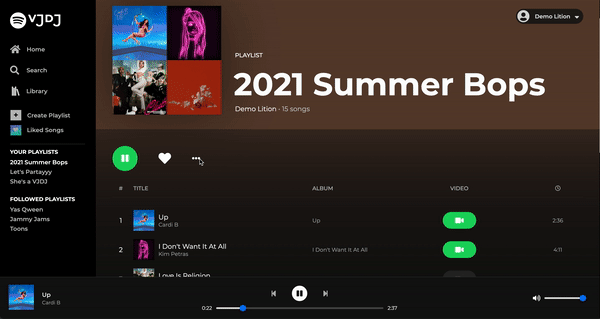 VJDJ
Home
Search
Library
Create Playlist
Liked Songs
YOUR PLAYLISTS
2021 Summer Bops
Let's Partayyy
She's a VJDJ
FOLLOWED PLAYLISTS
Yas Qween
Jammy Jams
Toons
Demo Lition
PLAYLIST
2021 Summer Bops
Demo Lition · 15 songs
# TITLE ALBUM VIDEO
1 Up Up 2:36
Cardi B
2 I Don't Want It At All I Don't Want It At All 4:11
Kim Petras
Love Is Religion
Up
Cardi B
0:22 2:37